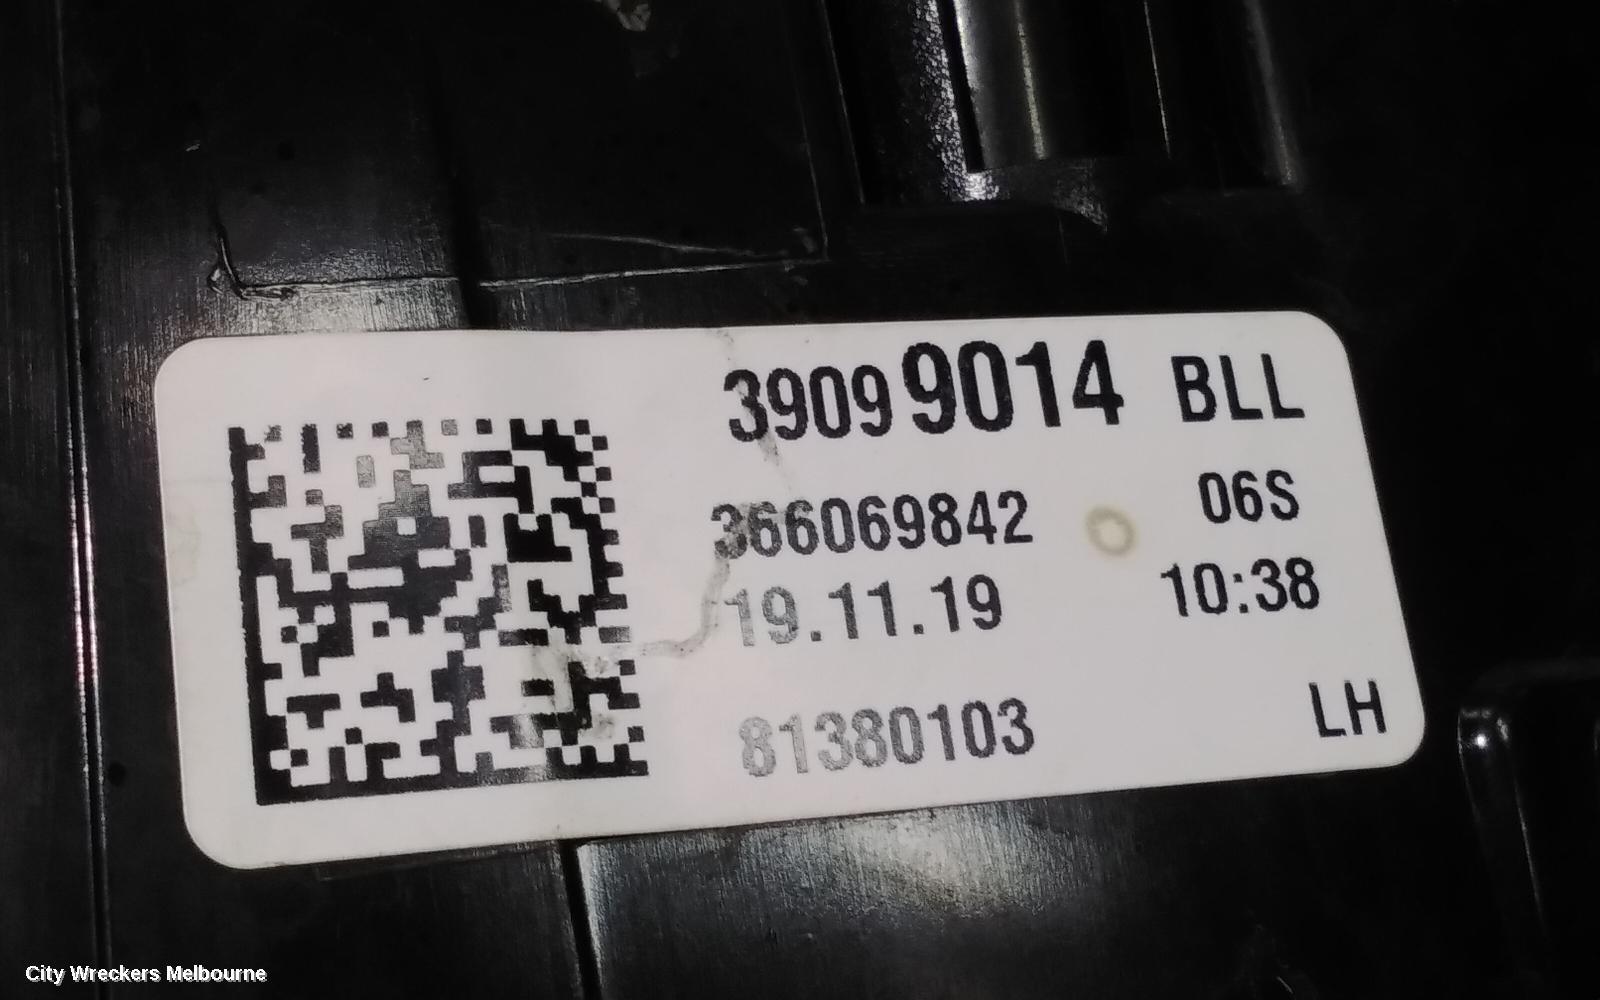 39099014 BLL
366069842 06S
19.11.19 10:38
81380103 LH
City Wreckers Melbourne